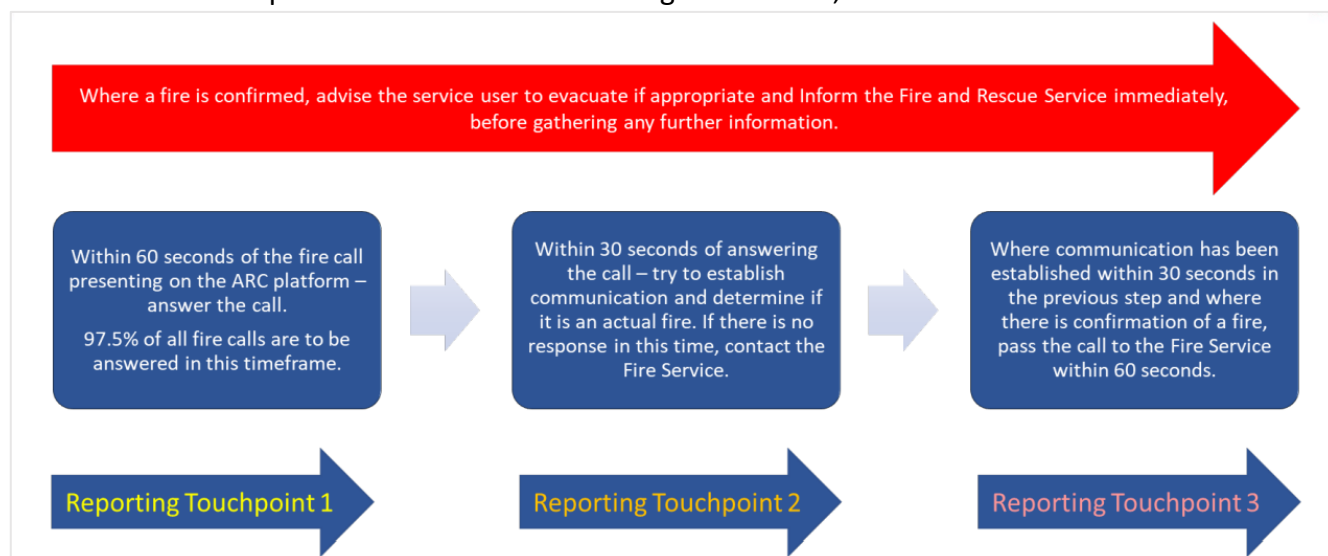 Where a fire is confirmed, advise the service user to evacuate if appropriate and Inform the Fire and Rescue Service immediately,
before gathering any further information.
Within 60 seconds of the fire call
presenting on the ARC platform –
answer the call.
97.5% of all fire calls are to be
answered in this timeframe.
Within 30 seconds of answering
the call – try to establish
communication and determine if
it is an actual fire. If there is no
response in this time, contact the
Fire Service.
Where communication has been
established within 30 seconds in
the previous step and where
there is confirmation of a fire,
pass the call to the Fire Service
within 60 seconds.
Reporting Touchpoint 1
Reporting Touchpoint 2
Reporting Touchpoint 3